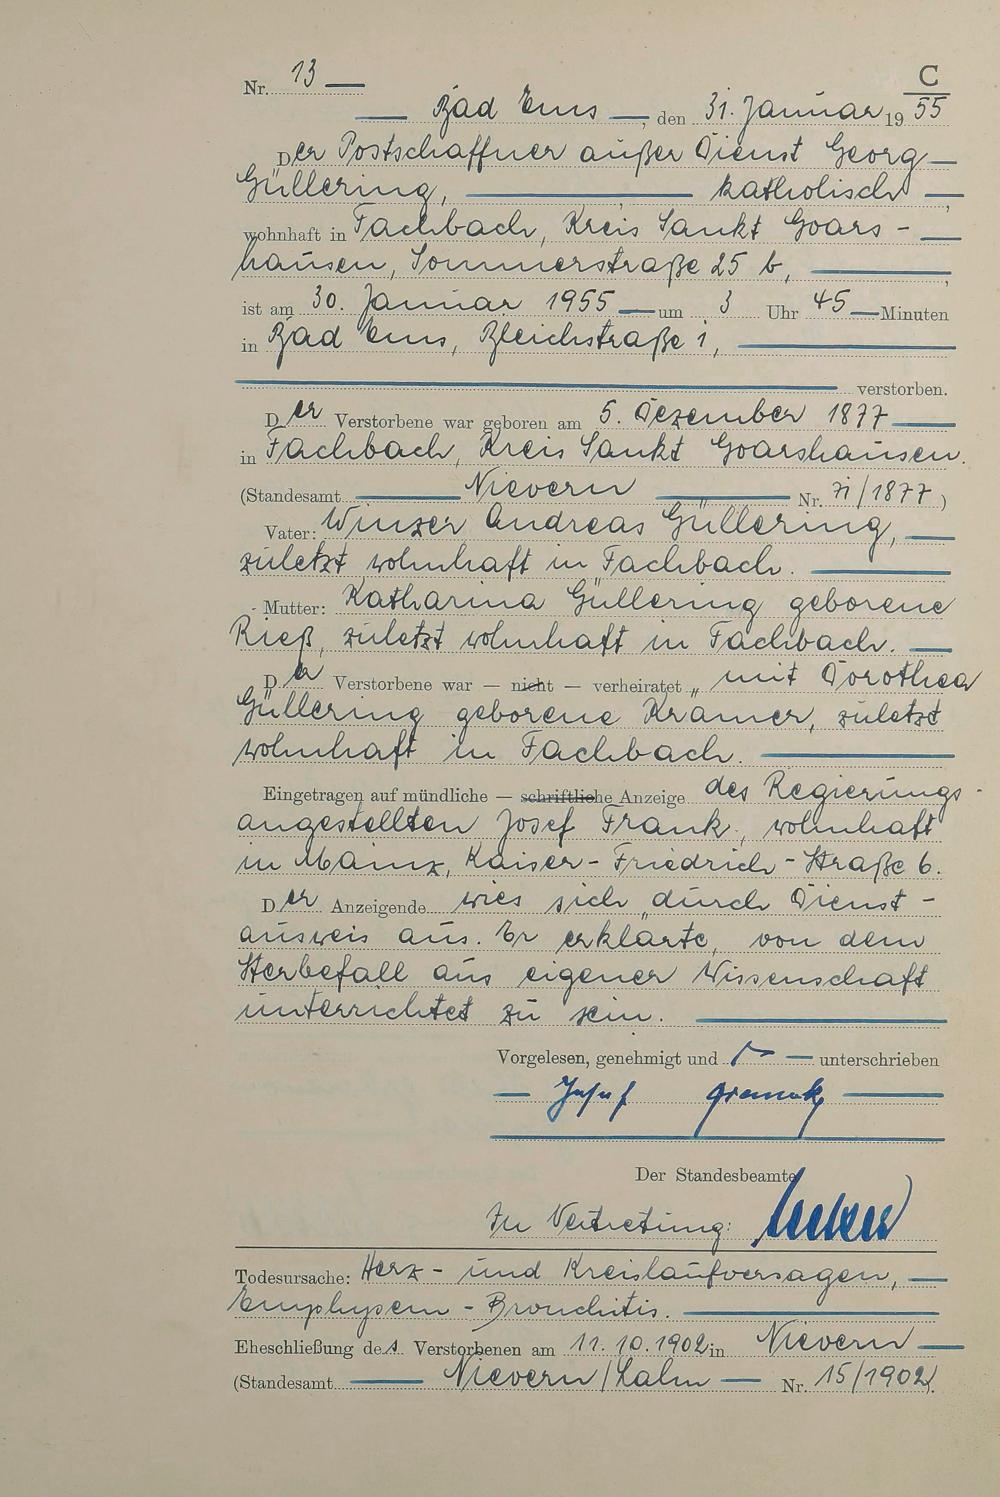 Nr. 13 — C
— Bad Ems —, den 31. Januar 1955
Der Postschaffner außer Dienst Georg —
Güllering, — katholisch —,
wohnhaft in Fachbach, Kreis Sankt Goars-
hausen, Sommerstraße 25 b, —,
ist am 30. Januar 1955 — um 3 Uhr 45 — Minuten
in Bad Ems, Bleichstraße 1, —
— verstorben.
Der Verstorbene war geboren am 5. Dezember 1877 —
in Fachbach, Kreis Sankt Goarshausen.
(Standesamt — Nievern — Nr. 71/1877)
Vater: Winzer Andreas Güllering, —
zuletzt wohnhaft in Fachbach. —
Mutter: Katharina Güllering geborene
Rieß, zuletzt wohnhaft in Fachbach. —
Der Verstorbene war — nicht — verheiratet mit Dorothea
Güllering geborene Kramer, zuletzt
wohnhaft in Fachbach. —
Eingetragen auf mündliche — schriftliche Anzeige des Regierungs-
angestellten Josef Frank, wohnhaft
in Mainz, Kaiser-Friedrich-Straße 6.
Der Anzeigende wies sich durch Dienst-
ausweis aus. Er erklärte, von dem
Sterbefall aus eigener Wissenschaft
unterrichtet zu sein. —
Vorgelesen, genehmigt und — unterschrieben
— Josef Frank —
Der Standesbeamte
In Vertretung:
Todesursache: Herz- und Kreislaufversagen, —
Emphysem-Bronchitis. —
Eheschließung des Verstorbenen am 11.10.1902 in Nievern —
(Standesamt — Nievern/Lahn — Nr. 15/1902).